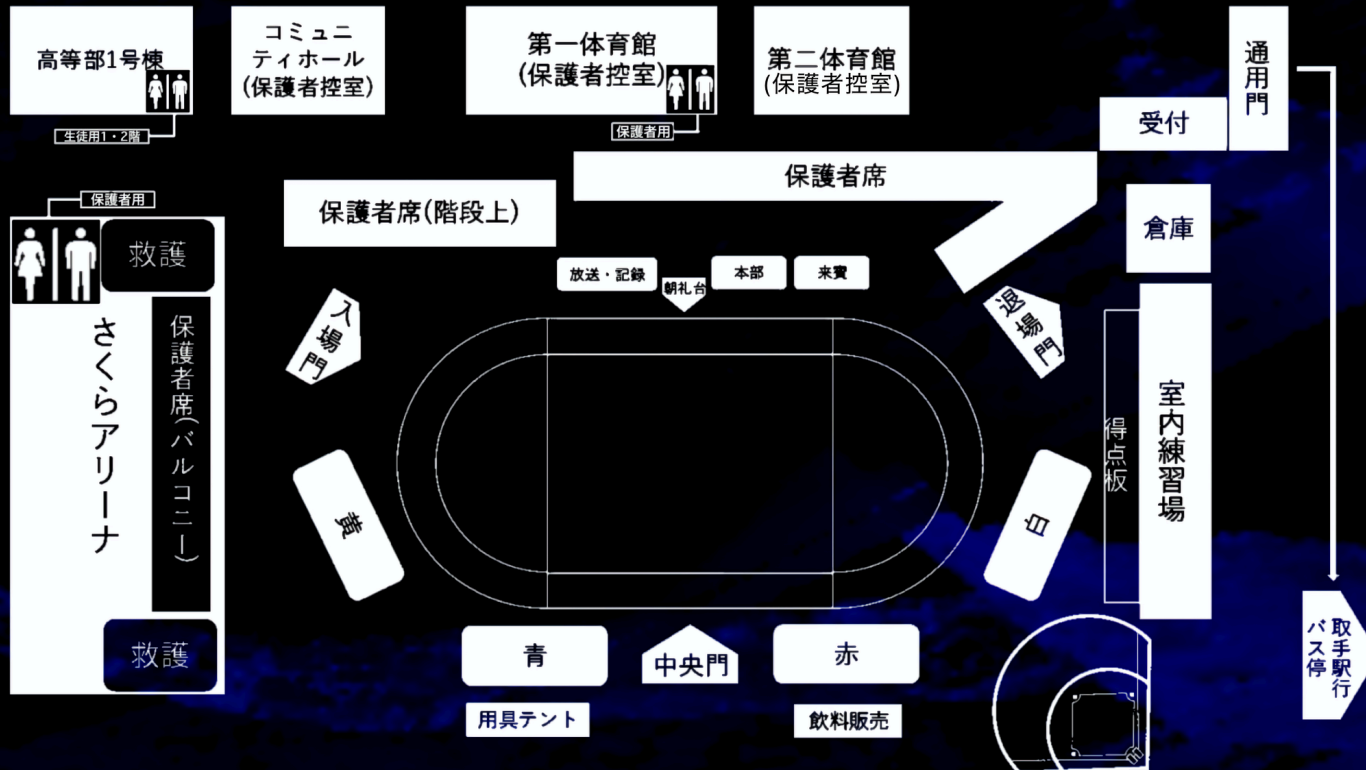 高等部1号棟
生徒用1・2階
コミュニ
ティホール
(保護者控室)
第一体育館
(保護者控室)
保護者用
第二体育館
(保護者控室)
通用門
受付
保護者席
保護者席(階段上)
倉庫
保護者用
救護
さくらアリーナ
保護者席(バルコニー)
救護
放送・記録
朝礼台
本部
来賓
入場門
退場門
得点板
室内練習場
黄
白
青
中央門
赤
用具テント
飲料販売
取手駅行
バス停